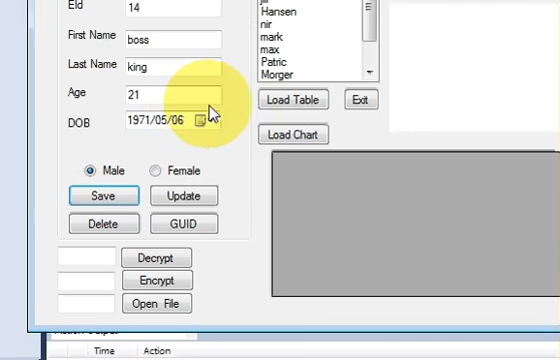 EId 14
First Name boss
Last Name king
Age 21
DOB 1971/05/06
Male Female
Save Update
Delete GUID
Decrypt
Encrypt
Open File
Hansen
nir
mark
max
Patric
Morger
Load Table Exit
Load Chart
Time Action